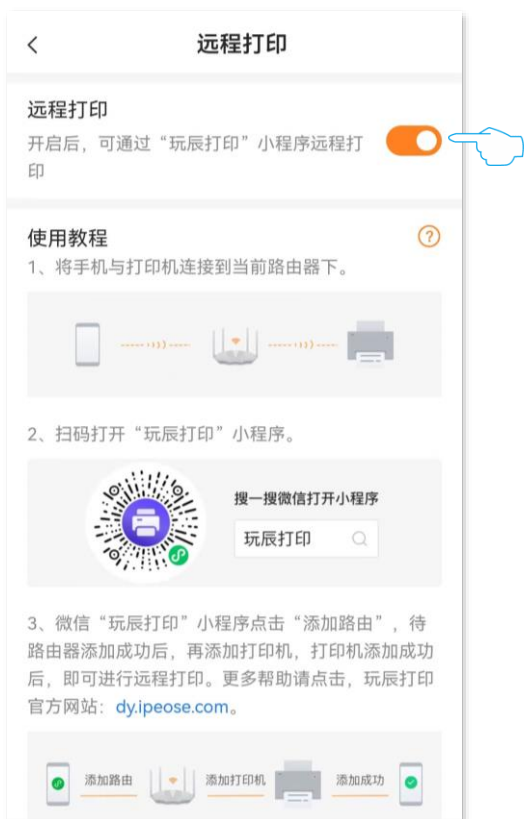 远程打印
远程打印
开启后，可通过“玩辰打印”小程序远程打
印
使用教程
1、将手机与打印机连接到当前路由器下。
2、扫码打开“玩辰打印”小程序。
搜一搜微信打开小程序
玩辰打印
3、微信“玩辰打印”小程序点击“添加路由”，待
路由器添加成功后，再添加打印机，打印机添加成功
后，即可进行远程打印。更多帮助请点击，玩辰打印
官方网站：dy.ipeose.com。
添加路由 添加打印机 添加成功